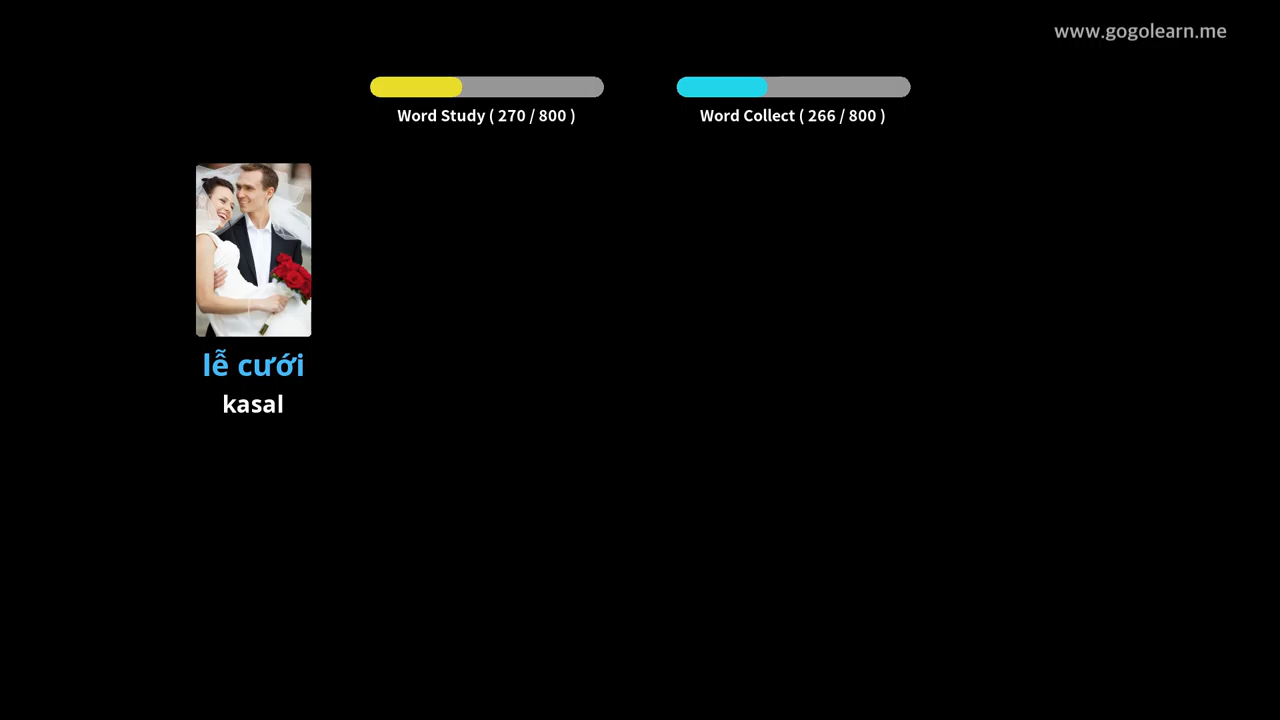 www.gogolearn.me
Word Study ( 270 / 800 )
Word Collect ( 266 / 800 )
lễ cưới
kasal